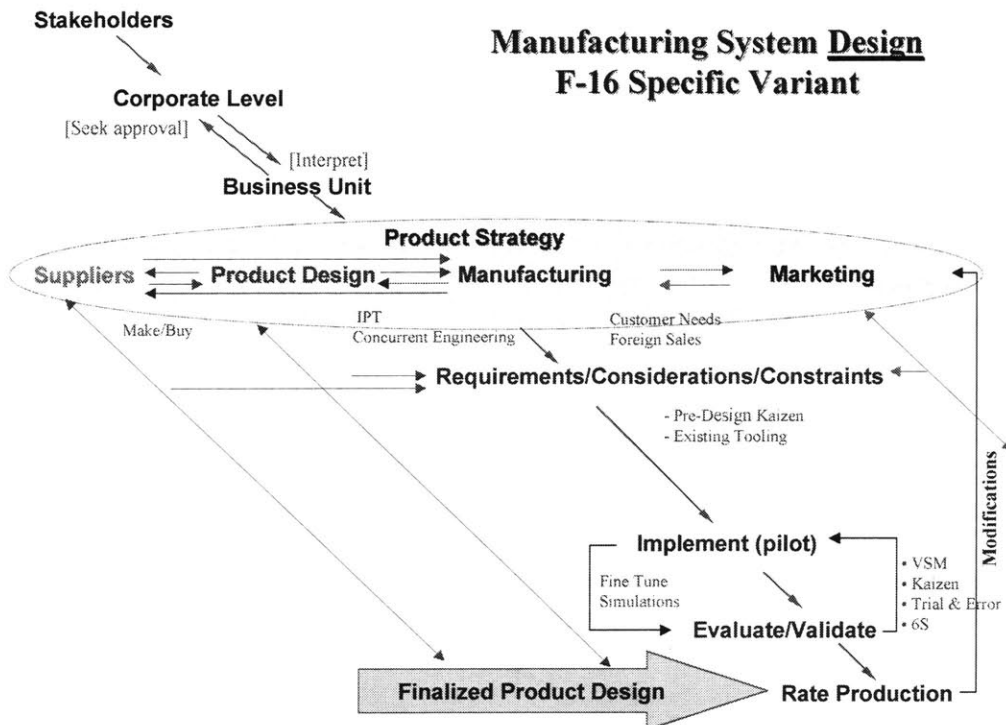 Stakeholders
Manufacturing System Design
F-16 Specific Variant
Corporate Level
[Seek approval]
[Interpret]
Business Unit
Product Strategy
Suppliers
Product Design
Manufacturing
Marketing
Make/Buy
IPT
Concurrent Engineering
Customer Needs
Foreign Sales
Requirements/Considerations/Constraints
- Pre-Design Kaizen
- Existing Tooling
Modifications
Implement (pilot)
Fine Tune
Simulations
• VSM
• Kaizen
• Trial & Error
• 6S
Evaluate/Validate
Finalized Product Design
Rate Production